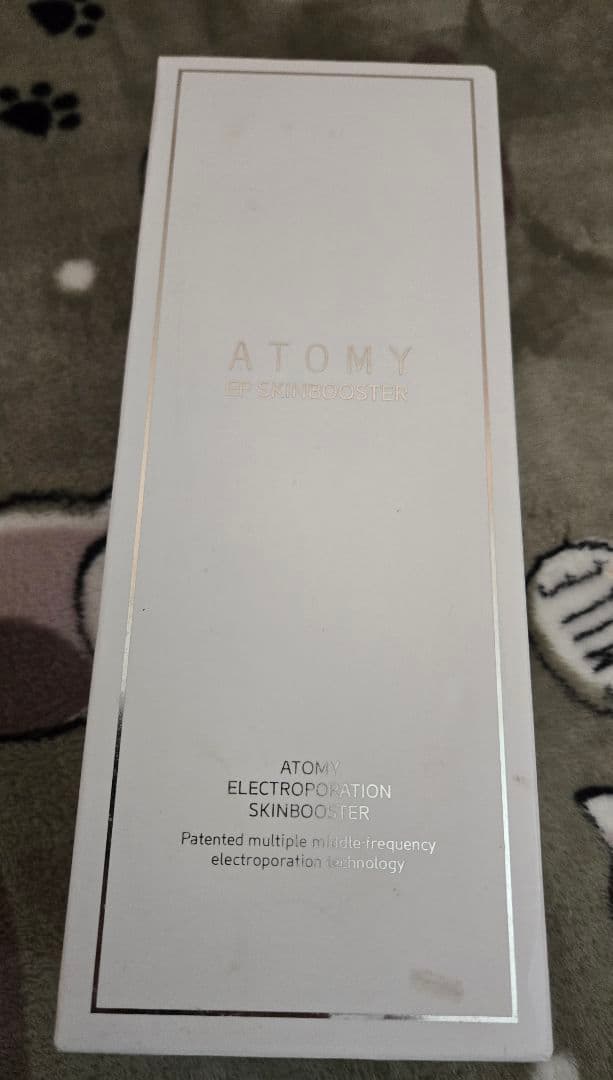 ATOMY
EP SKINBOOSTER
ATOMY
ELECTROPORATION
SKINBOOSTER
Patented multiple middle-frequency
electroporation technology